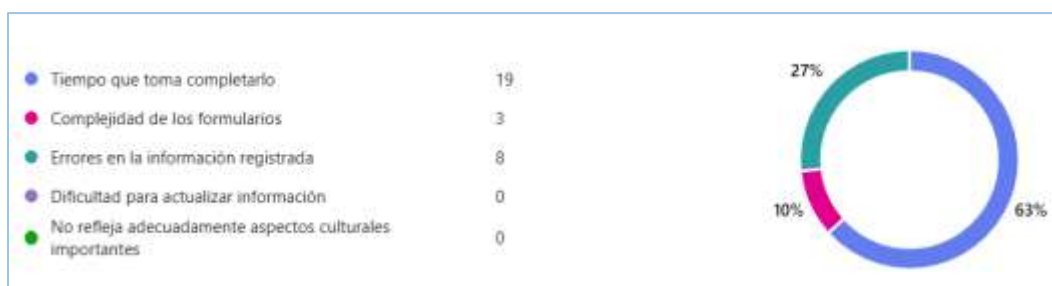 Tiempo que toma completarlo 19
Complejidad de los formularios 3
Errores en la información registrada 8
Dificultad para actualizar información 0
No refleja adecuadamente aspectos culturales
importantes 0
27%
10%
63%